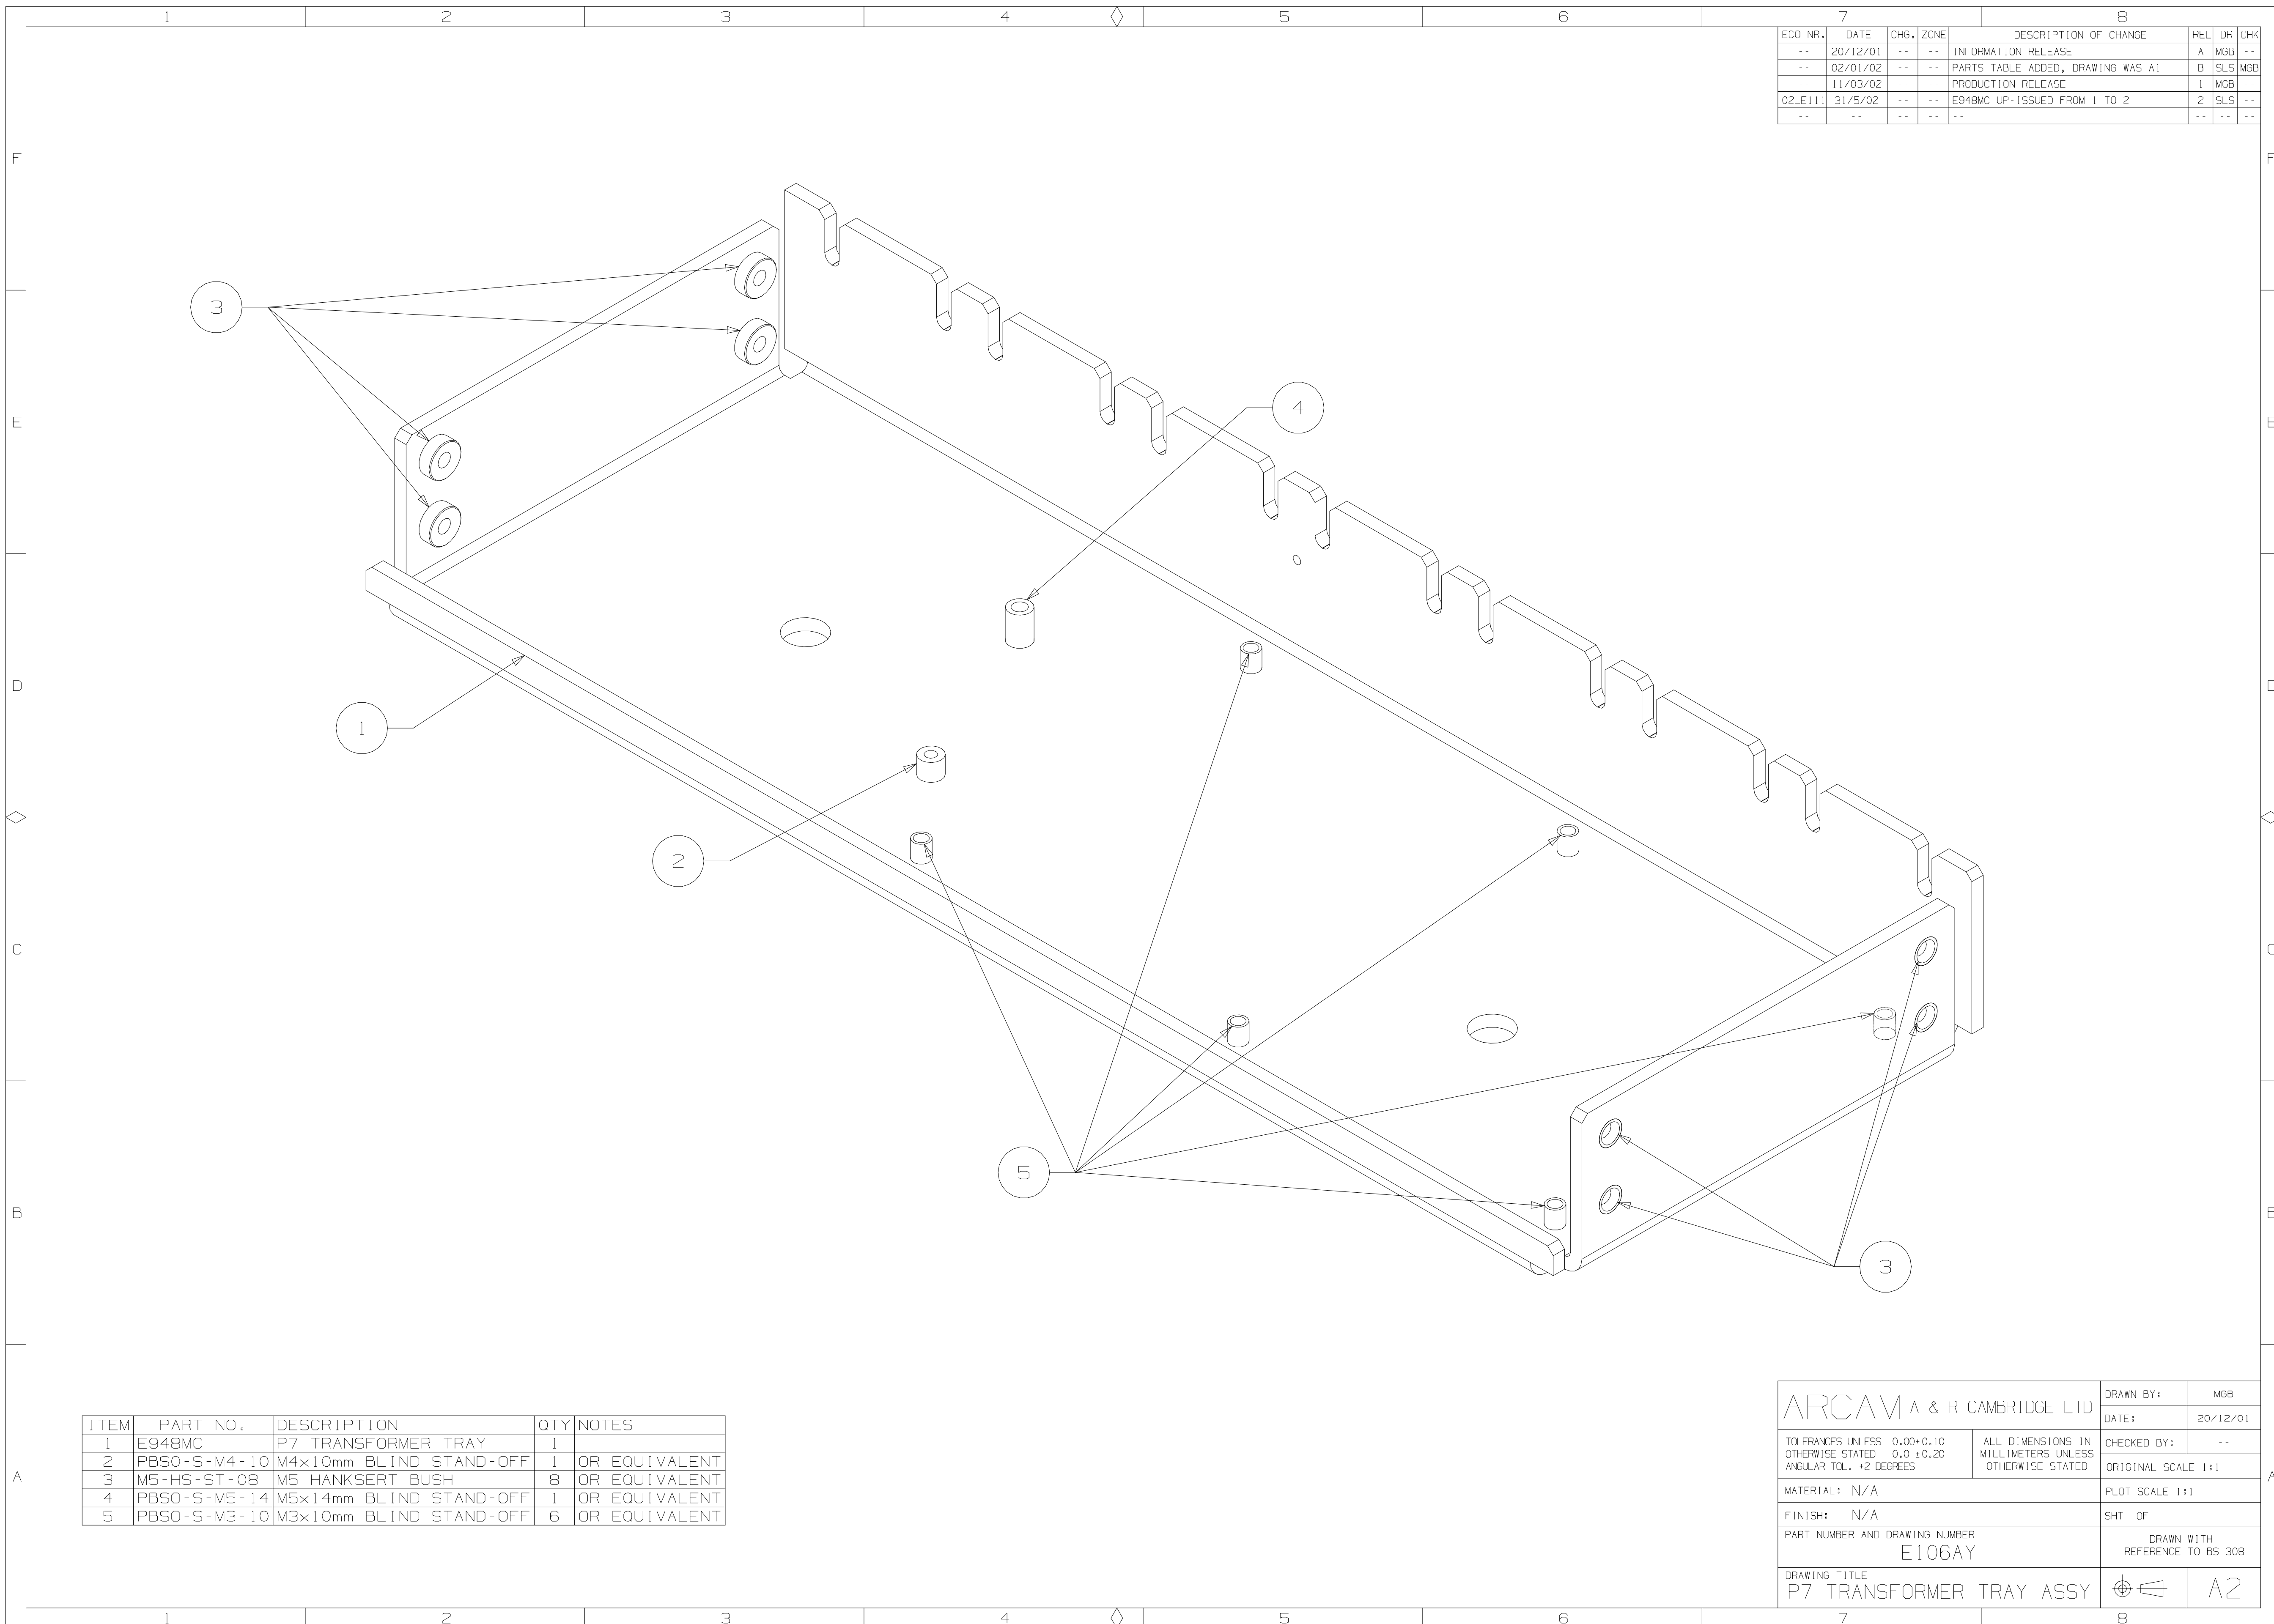 1 2 3 4 5 6 7 8
ECO NR. DATE CHG. ZONE DESCRIPTION OF CHANGE REL DR CHK
-- 20/12/01 -- -- INFORMATION RELEASE A MGB --
-- 02/01/02 -- -- PARTS TABLE ADDED, DRAWING WAS A1 B SLS MGB
-- 11/03/02 -- -- PRODUCTION RELEASE 1 MGB --
02_E111 31/5/02 -- -- E948MC UP-ISSUED FROM 1 TO 2 2 SLS --
-- -- -- -- -- -- -- --
F F
3
E E
4
D D
1
2
C C
5
B B
3
A A
ITEM PART NO. DESCRIPTION QTY NOTES
1 E948MC P7 TRANSFORMER TRAY 1
2 PBSO-S-M4-10 M4x10mm BLIND STAND-OFF 1 OR EQUIVALENT
3 M5-HS-ST-08 M5 HANKSERT BUSH 8 OR EQUIVALENT
4 PBSO-S-M5-14 M5x14mm BLIND STAND-OFF 1 OR EQUIVALENT
5 PBSO-S-M3-10 M3x10mm BLIND STAND-OFF 6 OR EQUIVALENT
ARCAM A & R CAMBRIDGE LTD
DRAWN BY: MGB
DATE: 20/12/01
TOLERANCES UNLESS 0.00±0.10
OTHERWISE STATED 0.0 ±0.20
ANGULAR TOL. +2 DEGREES
ALL DIMENSIONS IN
MILLIMETERS UNLESS
OTHERWISE STATED
CHECKED BY: --
ORIGINAL SCALE 1:1
MATERIAL: N/A
PLOT SCALE 1:1
FINISH: N/A
SHT OF
PART NUMBER AND DRAWING NUMBER
E106AY
DRAWN WITH
REFERENCE TO BS 308
DRAWING TITLE
P7 TRANSFORMER TRAY ASSY
A2
1 2 3 4 5 6 7 8